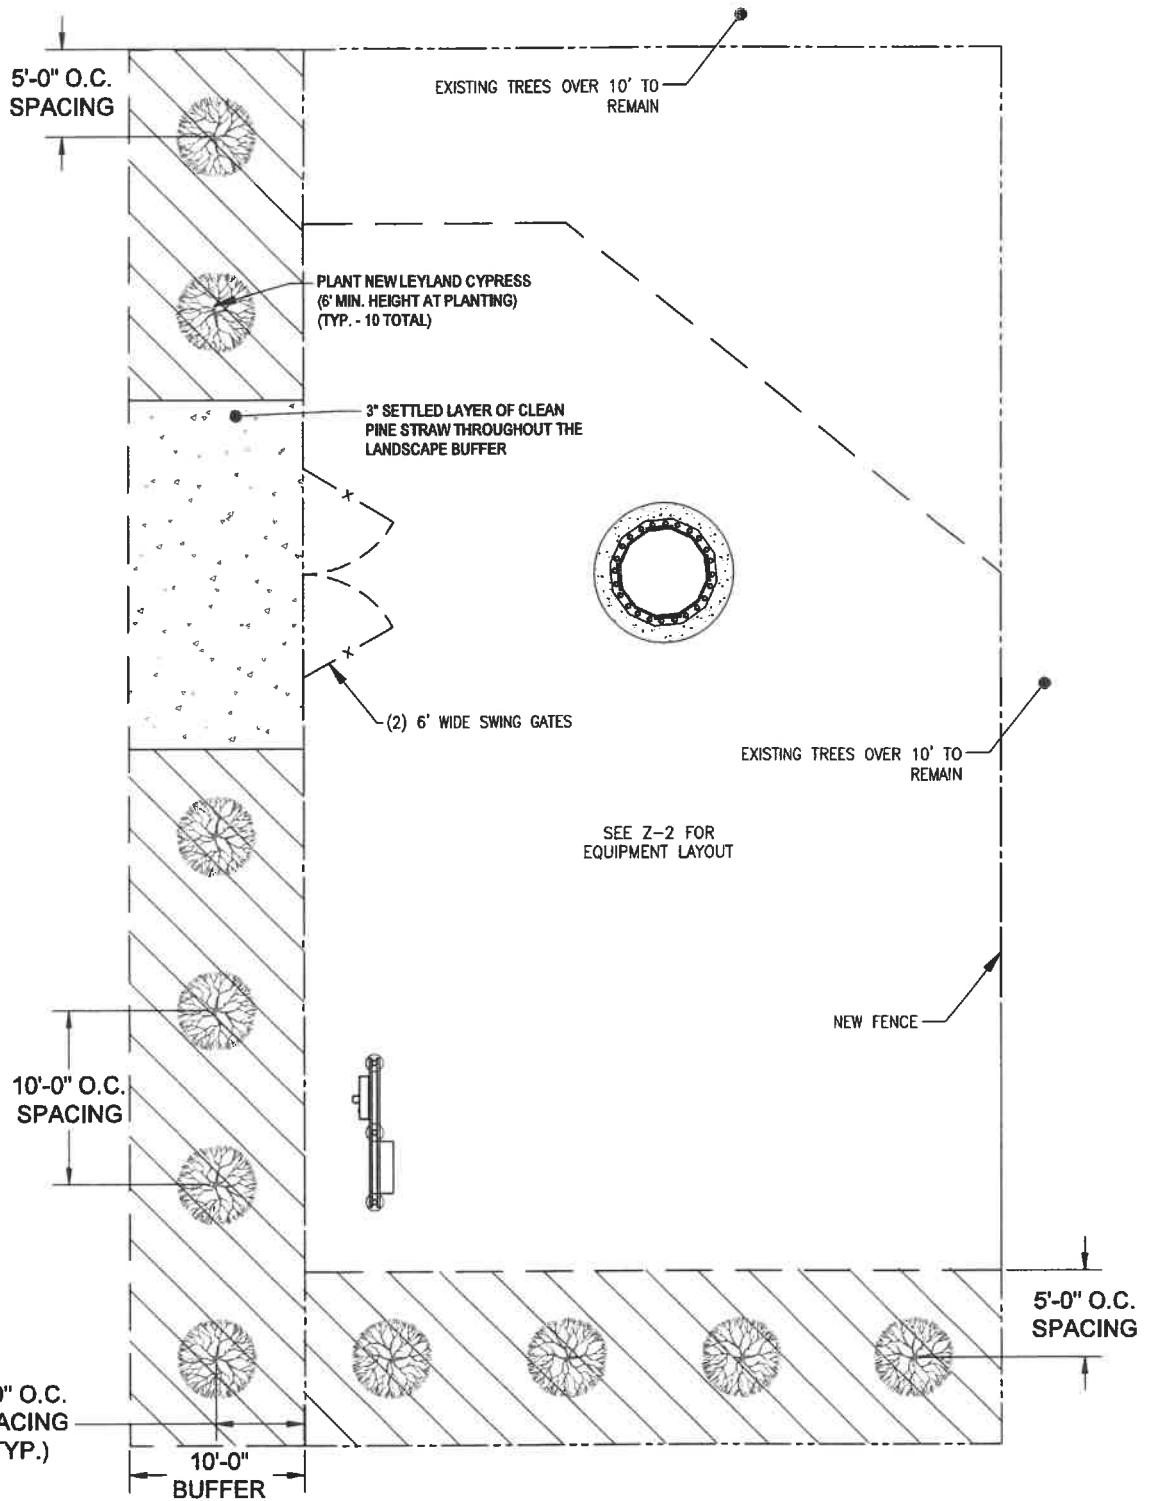 EXISTING TREES OVER 10' TO
REMAIN
5'-0" O.C.
SPACING
PLANT NEW LEYLAND CYPRESS
(6' MIN. HEIGHT AT PLANTING)
(TYP. - 10 TOTAL)
3" SETTLED LAYER OF CLEAN
PINE STRAW THROUGHOUT THE
LANDSCAPE BUFFER
X
X
(2) 6' WIDE SWING GATES
EXISTING TREES OVER 10' TO
REMAIN
SEE Z-2 FOR
EQUIPMENT LAYOUT
NEW FENCE
10'-0" O.C.
SPACING
5'-0" O.C.
SPACING
" O.C.
ACING
YP.)
10'-0"
BUFFER